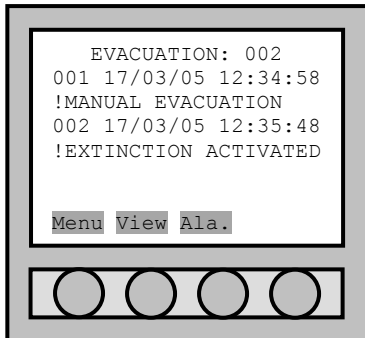 EVACUATION: 002
001 17/03/05 12:34:58
!MANUAL EVACUATION
002 17/03/05 12:35:48
!EXTINCTION ACTIVATED
Menu View Ala.